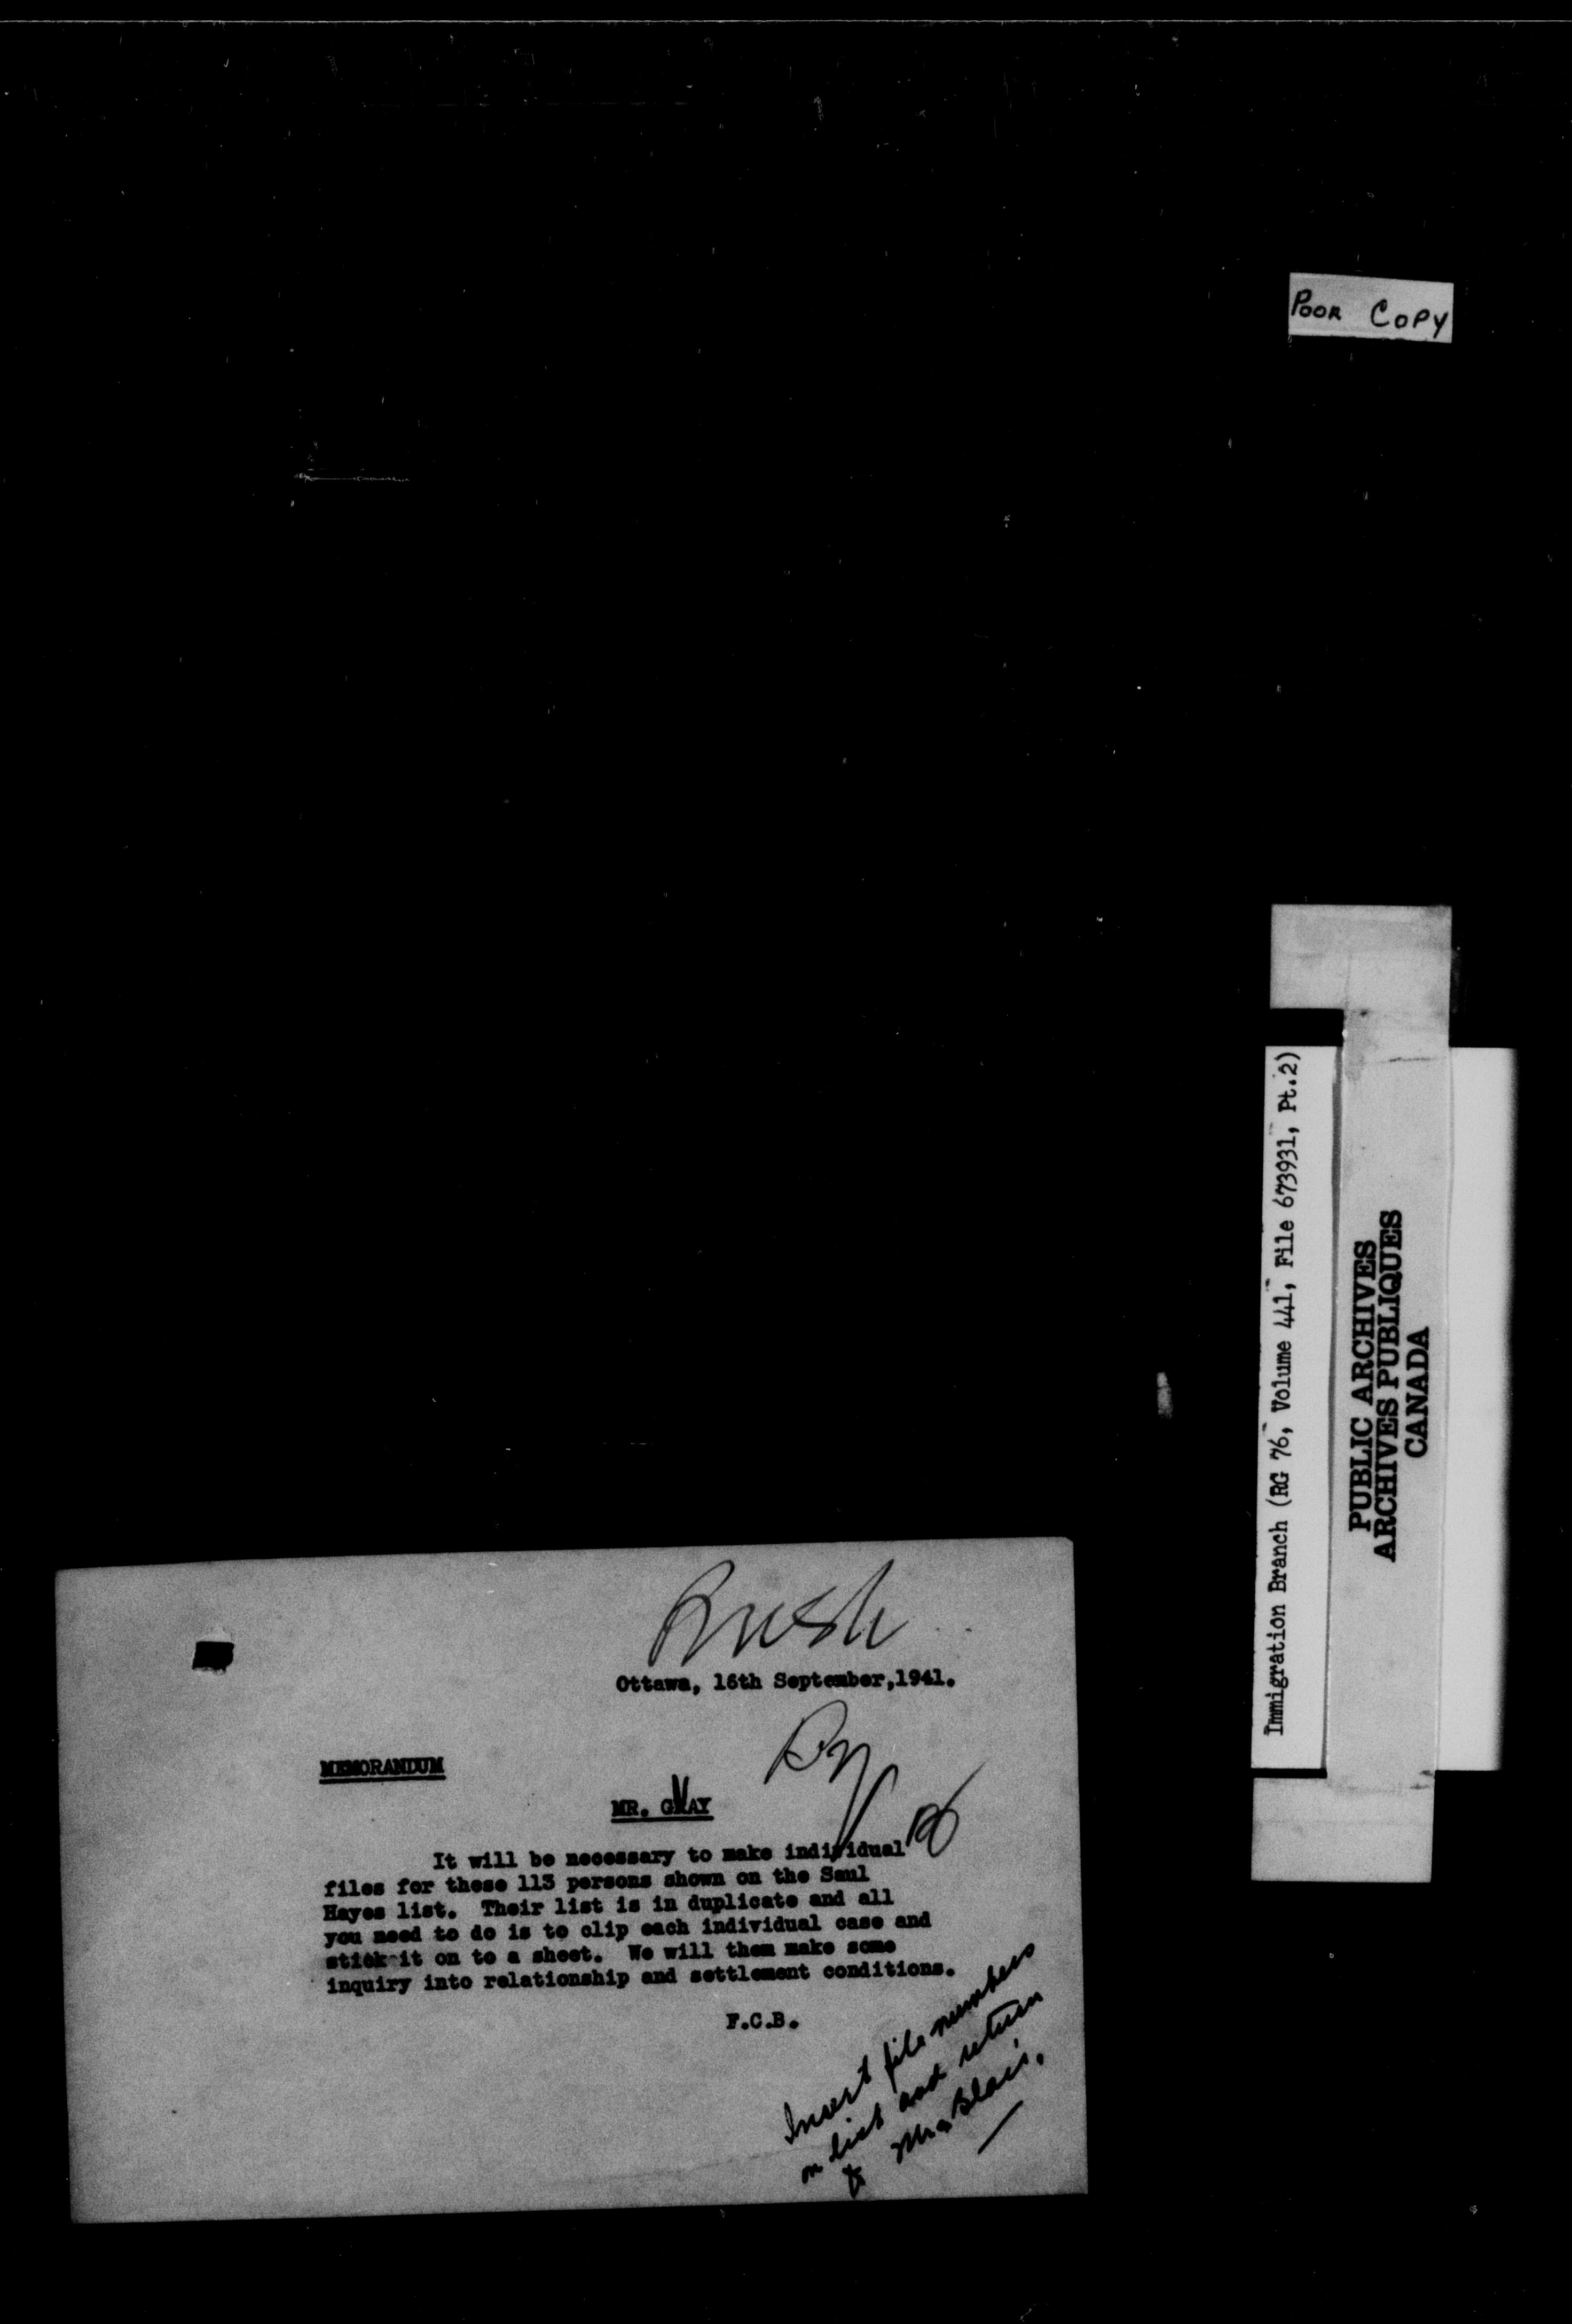 POOR COPY
Immigration Branch (RG 76, Volume 441, File 673931, Pt.2)
PUBLIC ARCHIVES
ARCHIVES PUBLIQUES
CANADA
Rush
Ottawa, 16th September,1941.
MEMORANDUM
MR. GRAY
It will be necessary to make individual
files for these 113 persons shown on the Saul
Hayes list. Their list is in duplicate and all
you need to do is to clip each individual case and
stick it on to a sheet. We will then make some
inquiry into relationship and settlement conditions.
F.C.B.
Insert file numbers
on list and return
to Mr. Blair.